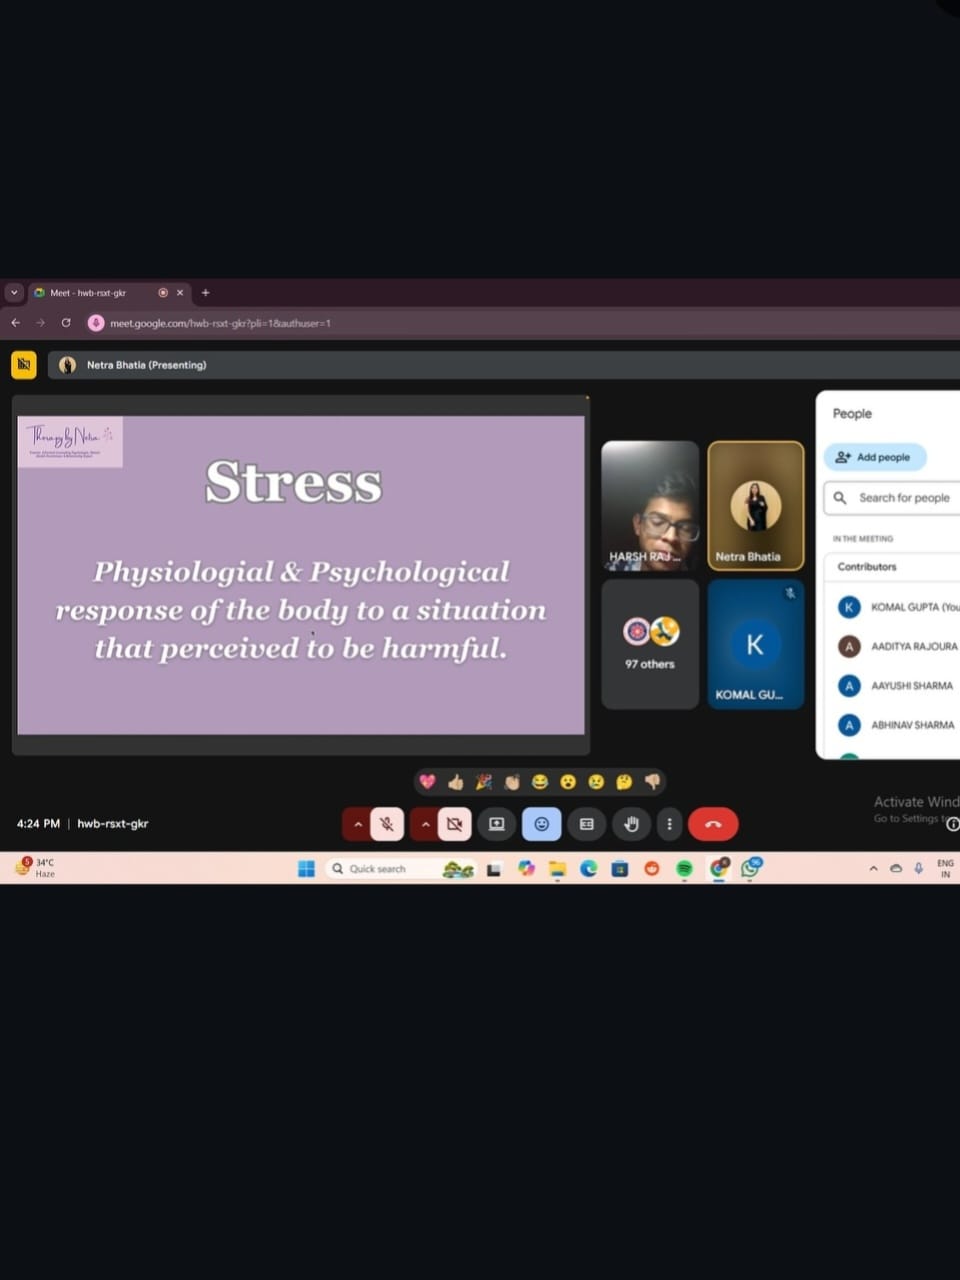 Meet - hwb-rsxt-gkr
meet.google.com/hwb-rsxt-gkr?pli=1&authuser=1
Netra Bhatia (Presenting)
Therapy by Netra
Stress
Physiologial & Psychological
response of the body to a situation
that perceived to be harmful.
HARSH RAJ ...
Netra Bhatia
97 others
K
KOMAL GU...
People
Add people
Search for people
IN THE MEETING
Contributors
K KOMAL GUPTA (You
A AADITYA RAJOURA
A AAYUSHI SHARMA
A ABHINAV SHARMA
4:24 PM | hwb-rsxt-gkr
Activate Wind
Go to Settings to
5
34°C
Haze
Quick search
96
ENG
IN